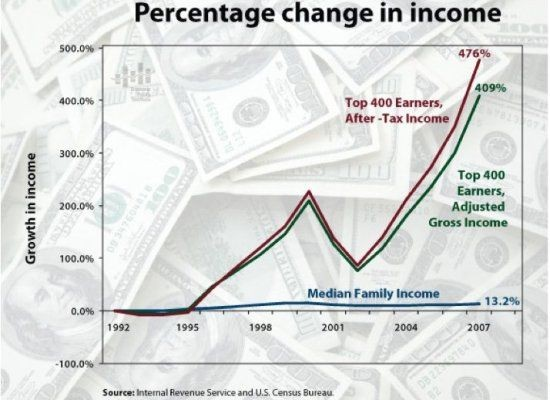 Percentage change in income
500.0%
400.0%
300.0%
200.0%
100.0%
0.0%
-100.0%
Growth in income
476%
409%
Top 400 Earners,
After -Tax Income
Top 400
Earners,
Adjusted
Gross Income
Median Family Income
13.2%
1992
1995
1998
2001
2004
2007
Source: Internal Revenue Service and U.S. Census Bureau.